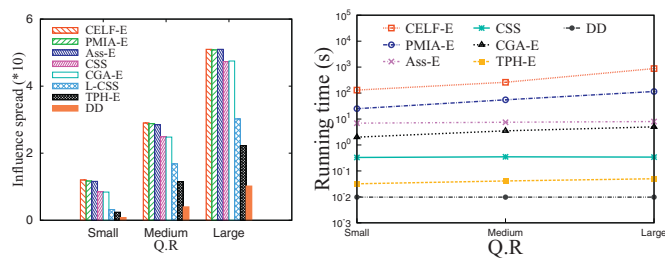 CELF-E
PMIA-E
Ass-E
CSS
CGA-E
L-CSS
TPH-E
DD
Influence spread (*10)
6
4
2
0
Small Medium Large
Q.R
CELF-E CSS DD
PMIA-E CGA-E
Ass-E TPH-E
Running time (s)
10^5
10^4
10^3
10^2
10^1
10^0
10^-1
10^-2
10^-3
Small Medium Large
Q.R